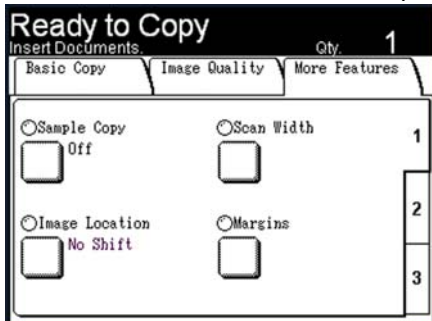 Ready to Copy
Insert Documents. Qty. 1
Basic Copy Image Quality More Features
Sample Copy Scan Width
Off
1
Image Location Margins
No Shift
2
3